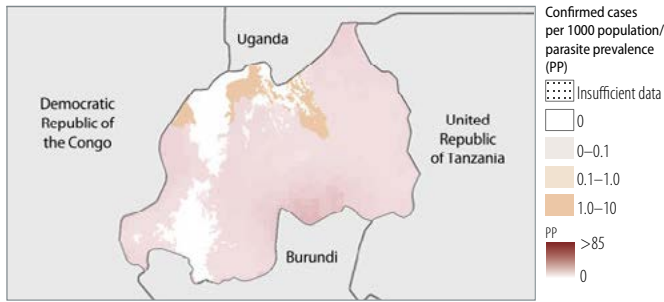 Uganda
Democratic
Republic of
the Congo
United
Republic
of Tanzania
Burundi
Confirmed cases
per 1000 population/
parasite prevalence
(PP)
Insufficient data
0
0–0.1
0.1–1.0
1.0–10
PP
>85
0